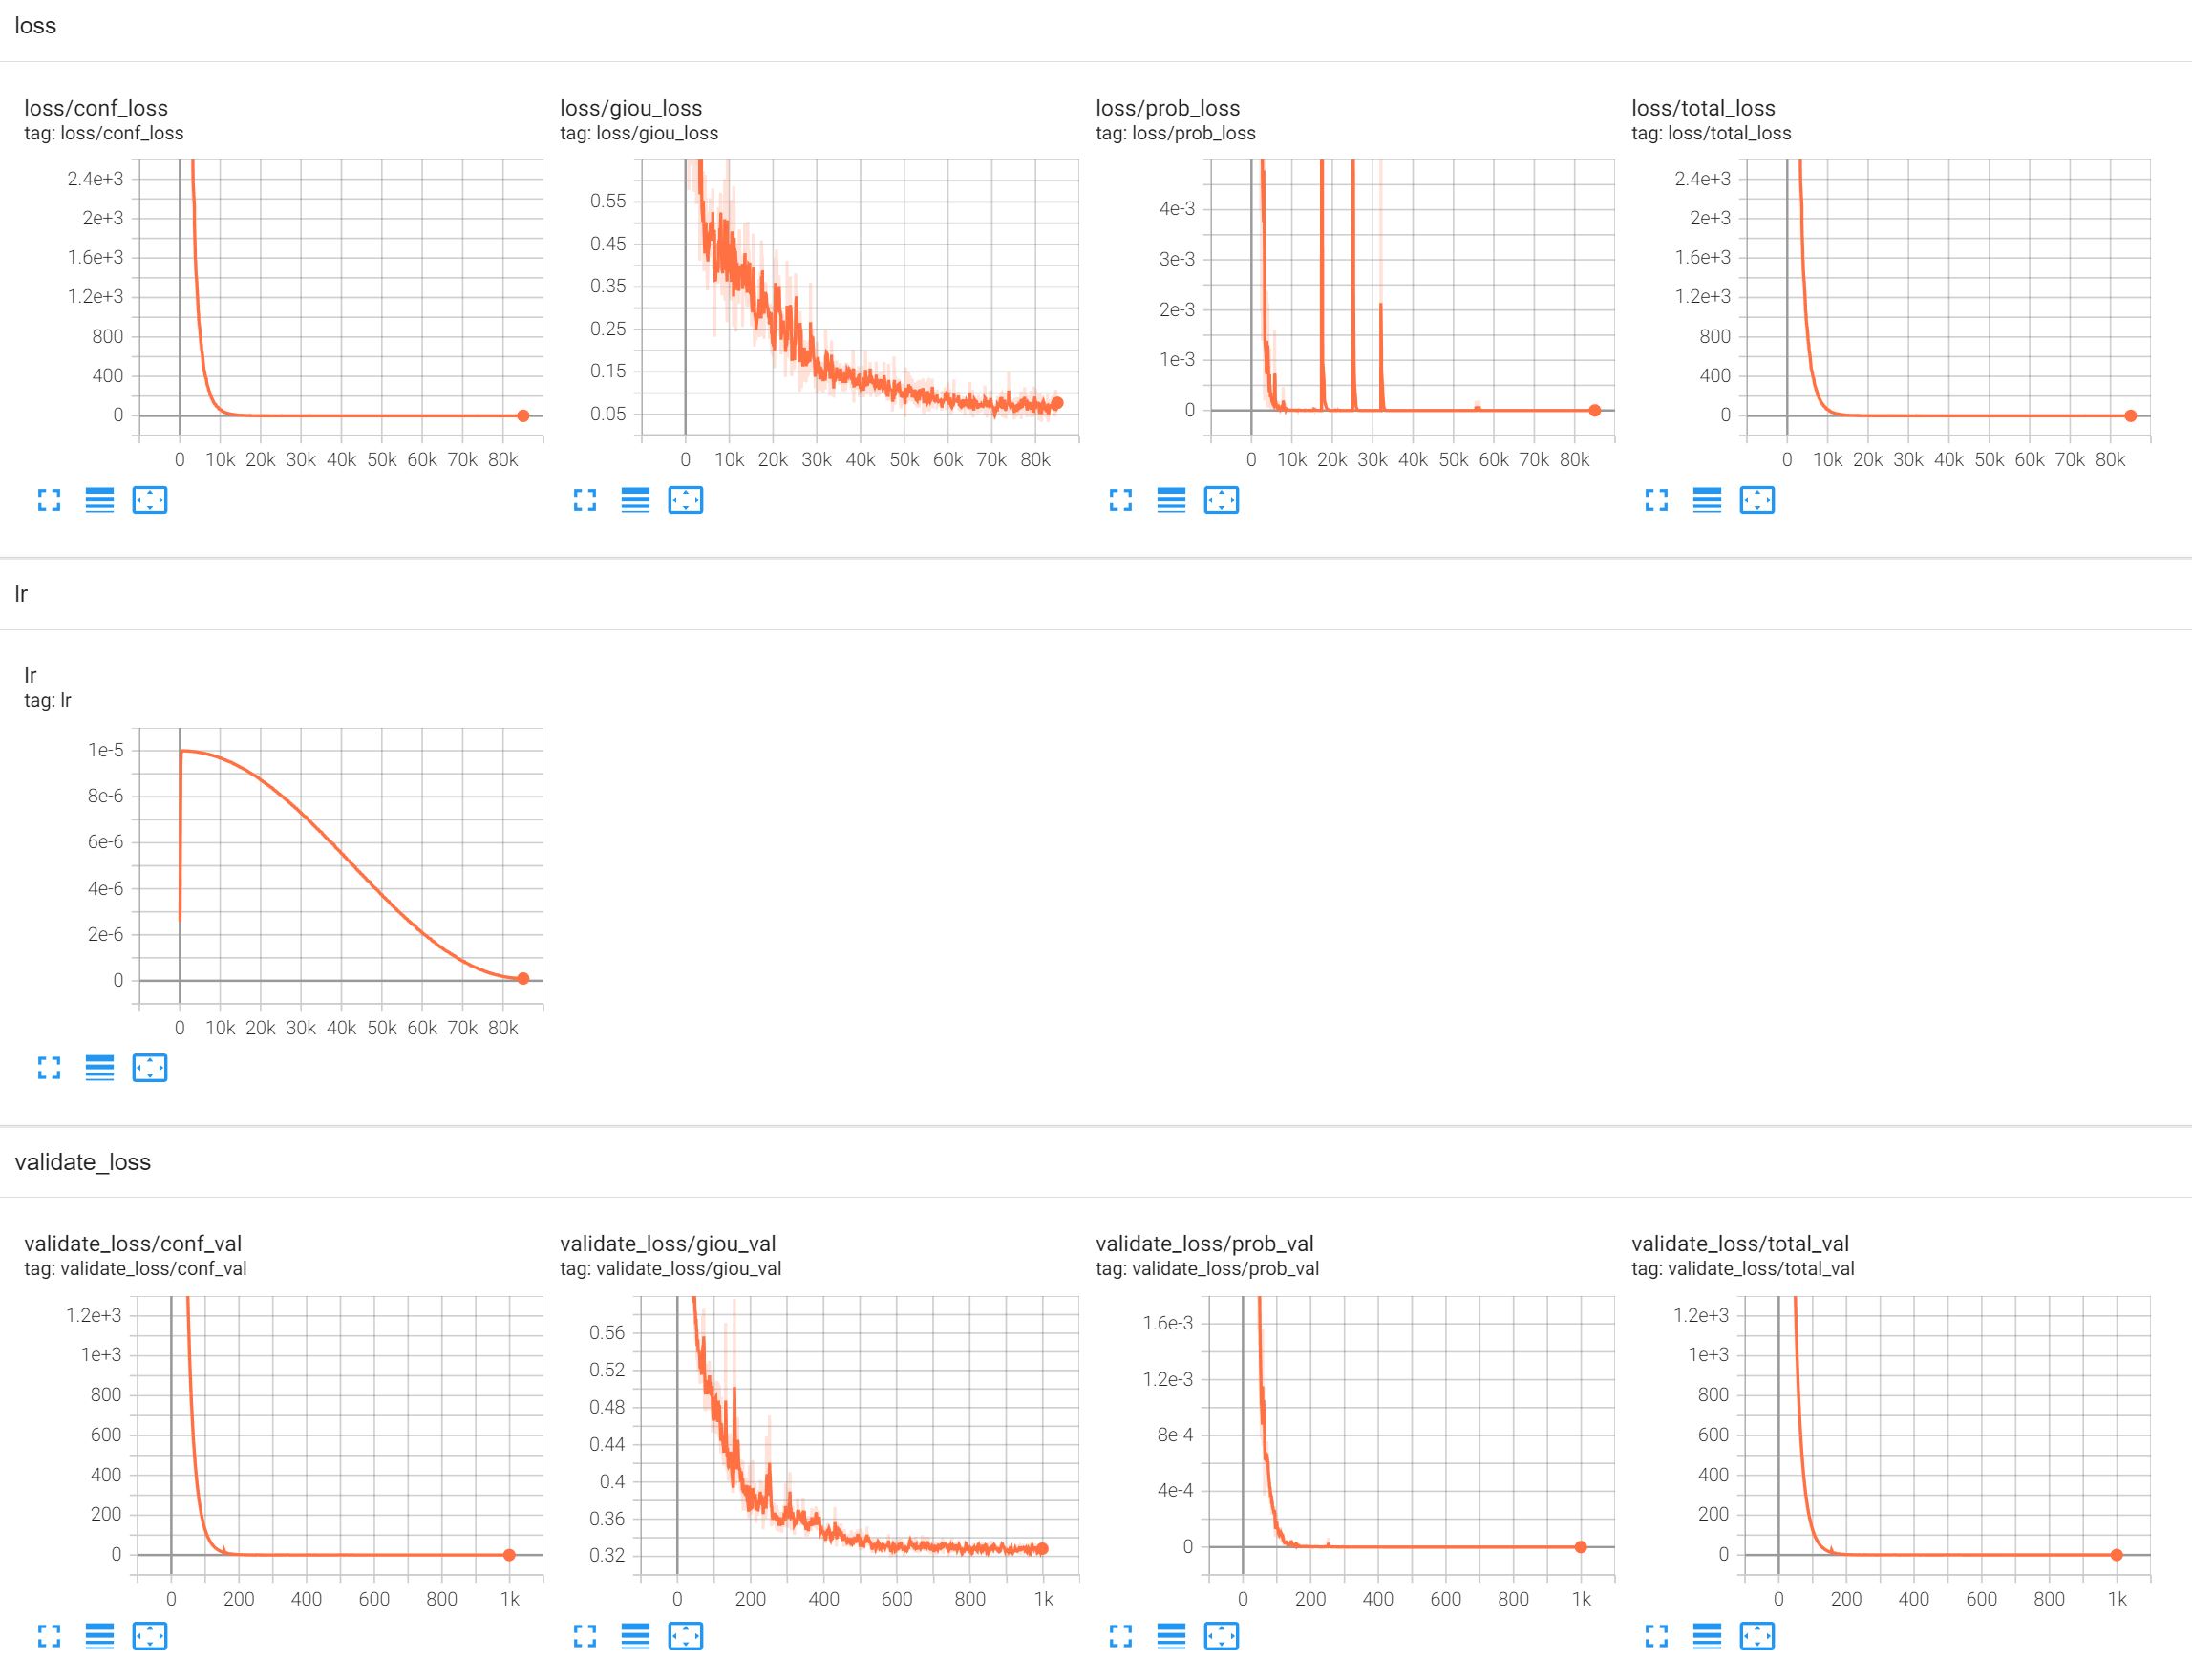 loss
loss/conf_loss
tag: loss/conf_loss
2.4e+3
2e+3
1.6e+3
1.2e+3
800
400
0
0 10k 20k 30k 40k 50k 60k 70k 80k
loss/giou_loss
tag: loss/giou_loss
0.55
0.45
0.35
0.25
0.15
0.05
0 10k 20k 30k 40k 50k 60k 70k 80k
loss/prob_loss
tag: loss/prob_loss
4e-3
3e-3
2e-3
1e-3
0
0 10k 20k 30k 40k 50k 60k 70k 80k
loss/total_loss
tag: loss/total_loss
2.4e+3
2e+3
1.6e+3
1.2e+3
800
400
0
0 10k 20k 30k 40k 50k 60k 70k 80k
lr
lr
tag: lr
1e-5
8e-6
6e-6
4e-6
2e-6
0
0 10k 20k 30k 40k 50k 60k 70k 80k
validate_loss
validate_loss/conf_val
tag: validate_loss/conf_val
1.2e+3
1e+3
800
600
400
200
0
0 200 400 600 800 1k
validate_loss/giou_val
tag: validate_loss/giou_val
0.56
0.52
0.48
0.44
0.4
0.36
0.32
0 200 400 600 800 1k
validate_loss/prob_val
tag: validate_loss/prob_val
1.6e-3
1.2e-3
8e-4
4e-4
0
0 200 400 600 800 1k
validate_loss/total_val
tag: validate_loss/total_val
1.2e+3
1e+3
800
600
400
200
0
0 200 400 600 800 1k